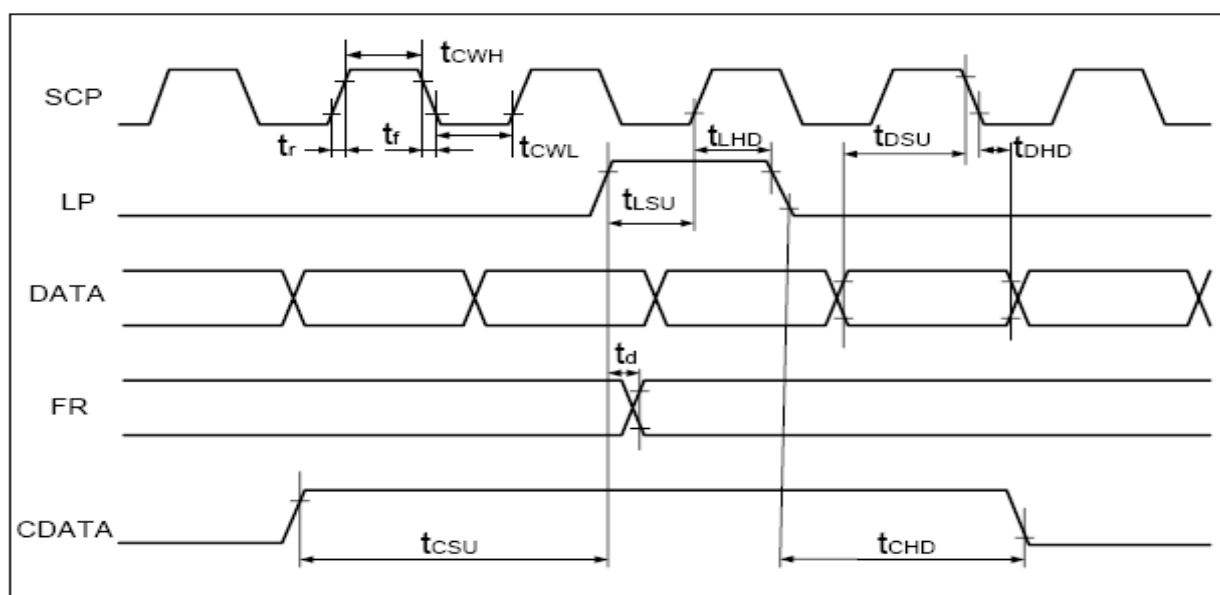 tCWH
SCP
tr
tf
tCWL
tLHD
tDSU
tDHD
LP
tLSU
DATA
td
FR
CDATA
tCSU
tCHD